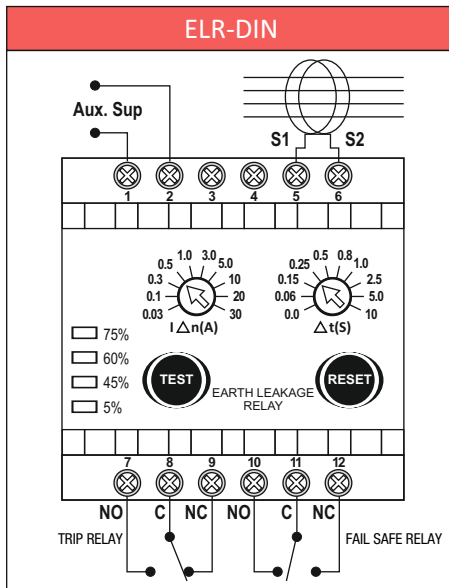 ELR-DIN
Aux. Sup
S1 S2
1 2 3 4 5 6
0.03 0.1 0.3 0.5 1.0 3.0 5.0 10 20 30
I △n(A)
0.0 0.06 0.15 0.25 0.5 0.8 1.0 2.5 5.0 10
△t(S)
75%
60%
45%
5%
TEST
EARTH LEAKAGE
RELAY
RESET
7 8 9 10 11 12
NO C NC NO C NC
TRIP RELAY
FAIL SAFE RELAY